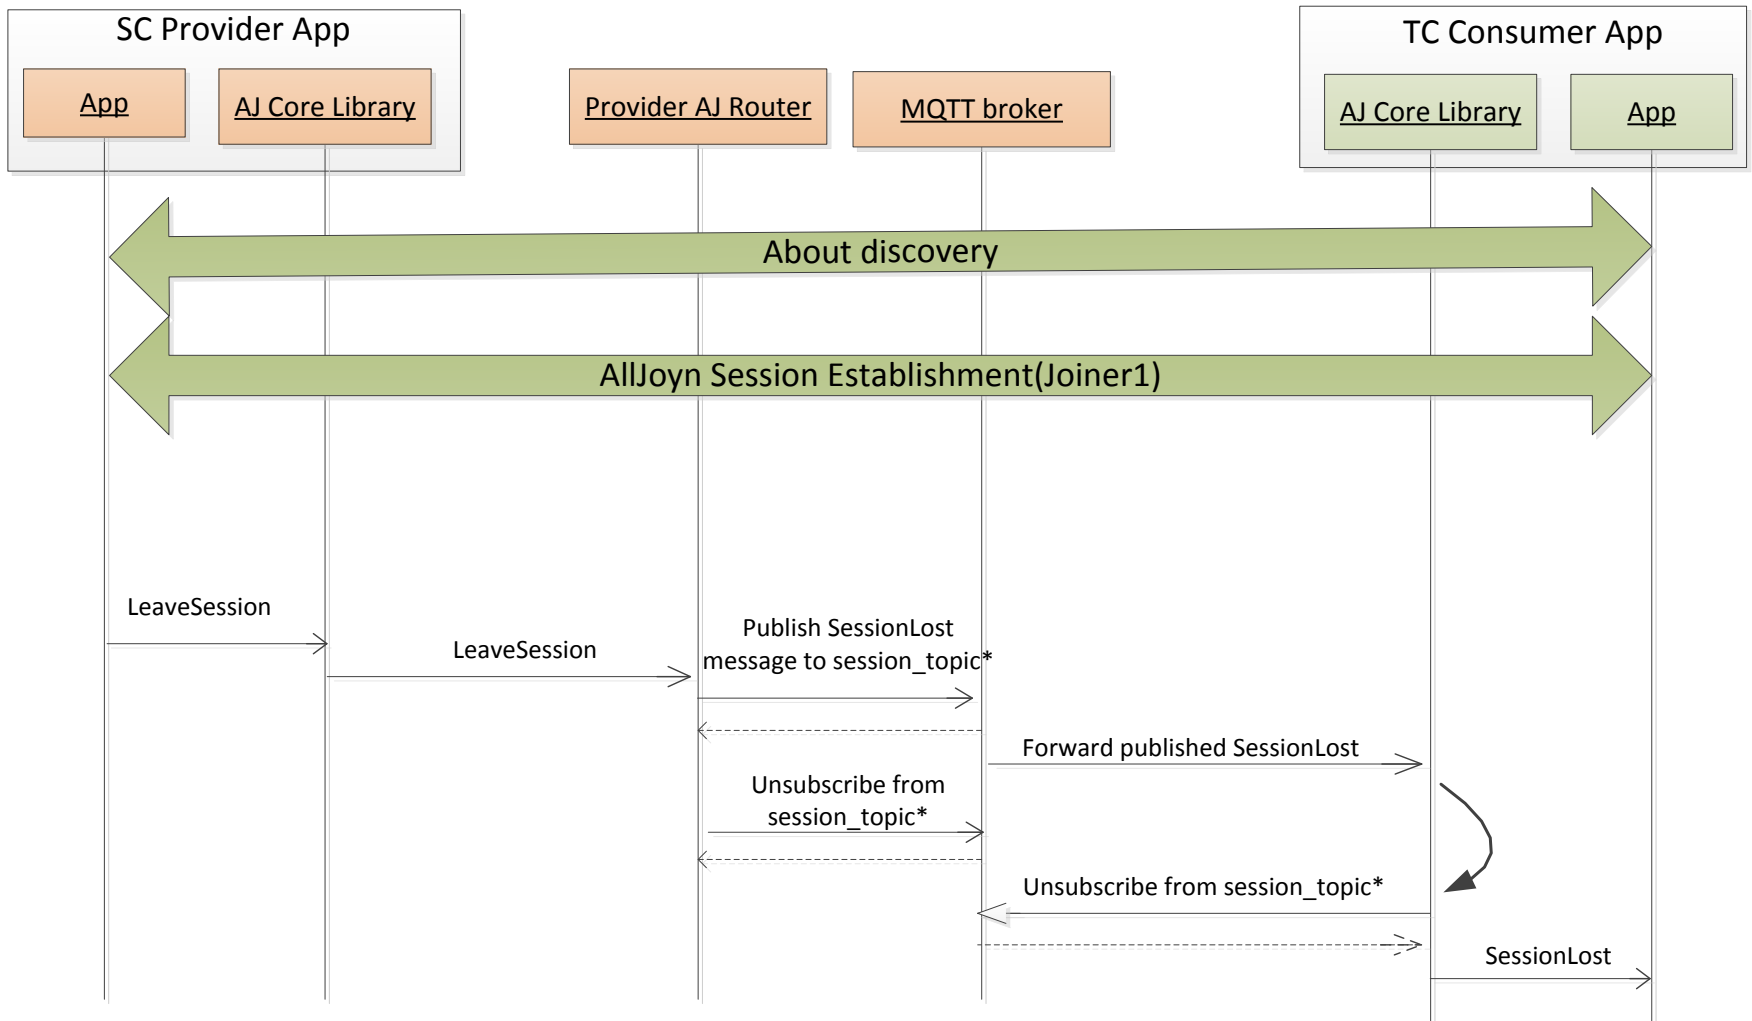 SC Provider App
TC Consumer App
App
AJ Core Library
Provider AJ Router
MQTT broker
AJ Core Library
App
About discovery
AllJoyn Session Establishment(Joiner1)
LeaveSession
LeaveSession
Publish SessionLost
message to session_topic*
Forward published SessionLost
Unsubscribe from
session_topic*
Unsubscribe from session_topic*
SessionLost